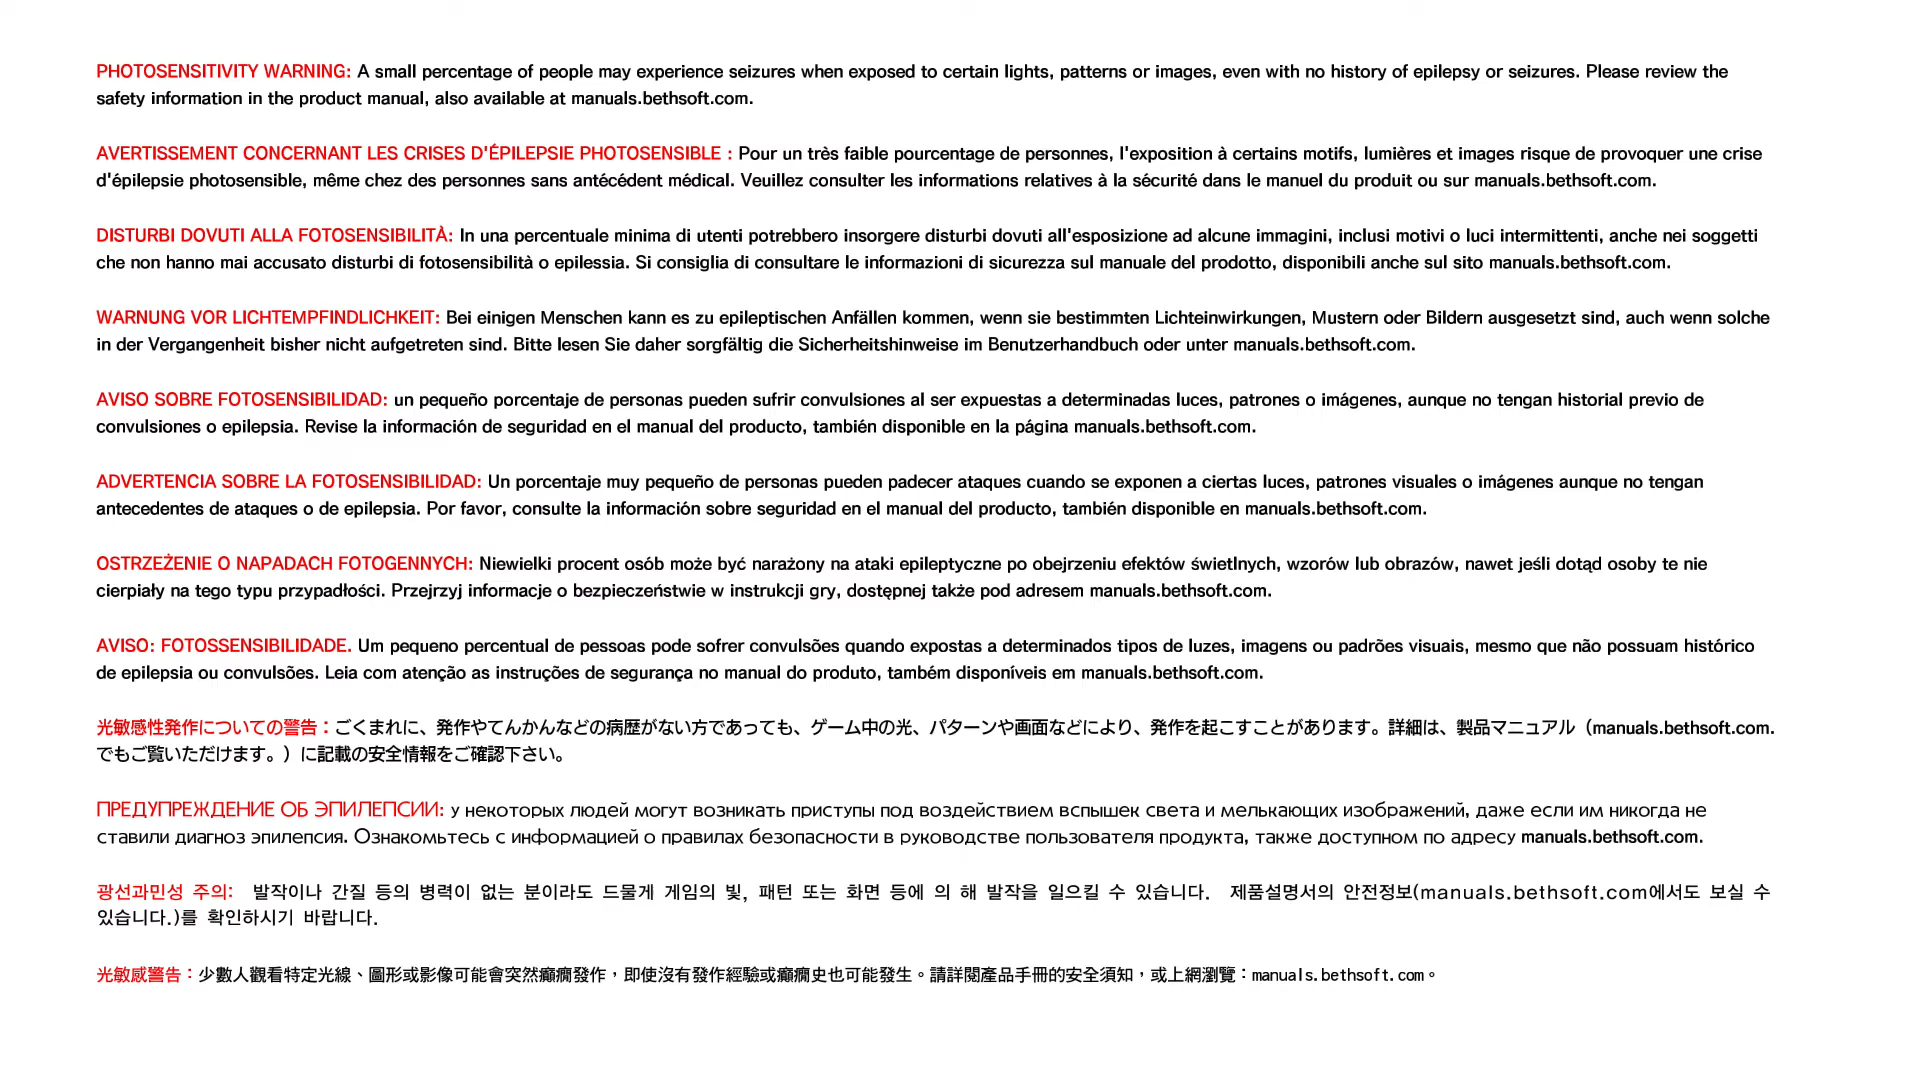 PHOTOSENSITIVITY WARNING: A small percentage of people may experience seizures when exposed to certain lights, patterns or images, even with no history of epilepsy or seizures. Please review the
safety information in the product manual, also available at manuals.bethsoft.com.
AVERTISSEMENT CONCERNANT LES CRISES D'ÉPILEPSIE PHOTOSENSIBLE : Pour un très faible pourcentage de personnes, l'exposition à certains motifs, lumières et images risque de provoquer une crise
d'épilepsie photosensible, même chez des personnes sans antécédent médical. Veuillez consulter les informations relatives à la sécurité dans le manuel du produit ou sur manuals.bethsoft.com.
DISTURBI DOVUTI ALLA FOTOSENSIBILITÀ: In una percentuale minima di utenti potrebbero insorgere disturbi dovuti all'esposizione ad alcune immagini, inclusi motivi o luci intermittenti, anche nei soggetti
che non hanno mai accusato disturbi di fotosensibilità o epilessia. Si consiglia di consultare le informazioni di sicurezza sul manuale del prodotto, disponibili anche sul sito manuals.bethsoft.com.
WARNUNG VOR LICHTEMPFINDLICHKEIT: Bei einigen Menschen kann es zu epileptischen Anfällen kommen, wenn sie bestimmten Lichteinwirkungen, Mustern oder Bildern ausgesetzt sind, auch wenn solche
in der Vergangenheit bisher nicht aufgetreten sind. Bitte lesen Sie daher sorgfältig die Sicherheitshinweise im Benutzerhandbuch oder unter manuals.bethsoft.com.
AVISO SOBRE FOTOSENSIBILIDAD: un pequeño porcentaje de personas pueden sufrir convulsiones al ser expuestas a determinadas luces, patrones o imágenes, aunque no tengan historial previo de
convulsiones o epilepsia. Revise la información de seguridad en el manual del producto, también disponible en la página manuals.bethsoft.com.
ADVERTENCIA SOBRE LA FOTOSENSIBILIDAD: Un porcentaje muy pequeño de personas pueden padecer ataques cuando se exponen a ciertas luces, patrones visuales o imágenes aunque no tengan
antecedentes de ataques o de epilepsia. Por favor, consulte la información sobre seguridad en el manual del producto, también disponible en manuals.bethsoft.com.
OSTRZEŻENIE O NAPADACH FOTOGENNYCH: Niewielki procent osób może być narażony na ataki epileptyczne po obejrzeniu efektów świetlnych, wzorów lub obrazów, nawet jeśli dotąd osoby te nie
cierpiały na tego typu przypadłości. Przejrzyj informacje o bezpieczeństwie w instrukcji gry, dostępnej także pod adresem manuals.bethsoft.com.
AVISO: FOTOSSENSIBILIDADE. Um pequeno percentual de pessoas pode sofrer convulsões quando expostas a determinados tipos de luzes, imagens ou padrões visuais, mesmo que não possuam histórico
de epilepsia ou convulsões. Leia com atenção as instruções de segurança no manual do produto, também disponíveis em manuals.bethsoft.com.
光敏感性発作についての警告：ごくまれに、発作やてんかんなどの病歴がない方であっても、ゲーム中の光、パターンや画面などにより、発作を起こすことがあります。詳細は、製品マニュアル（manuals.bethsoft.com.
でもご覧いただけます。）に記載の安全情報をご確認下さい。
ПРЕДУПРЕЖДЕНИЕ ОБ ЭПИЛЕПСИИ: у некоторых людей могут возникать приступы под воздействием вспышек света и мелькающих изображений, даже если им никогда не
ставили диагноз эпилепсия. Ознакомьтесь с информацией о правилах безопасности в руководстве пользователя продукта, также доступном по адресу manuals.bethsoft.com.
광선과민성 주의: 발작이나 간질 등의 병력이 없는 분이라도 드물게 게임의 빛, 패턴 또는 화면 등에 의 해 발작을 일으킬 수 있습니다. 제품설명서의 안전정보(manuals.bethsoft.com에서도 보실 수
있습니다.)를 확인하시기 바랍니다.
光敏感警告：少數人觀看特定光線、圖形或影像可能會突然癲癇發作，即使沒有發作經驗或癲癇史也可能發生。請詳閱產品手冊的安全須知，或上網瀏覽：manuals.bethsoft.com。